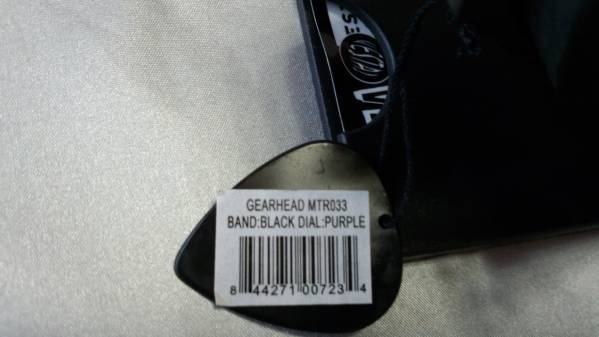 GEARHEAD MTR033
BAND:BLACK DIAL:PURPLE
8 44271 00723 4